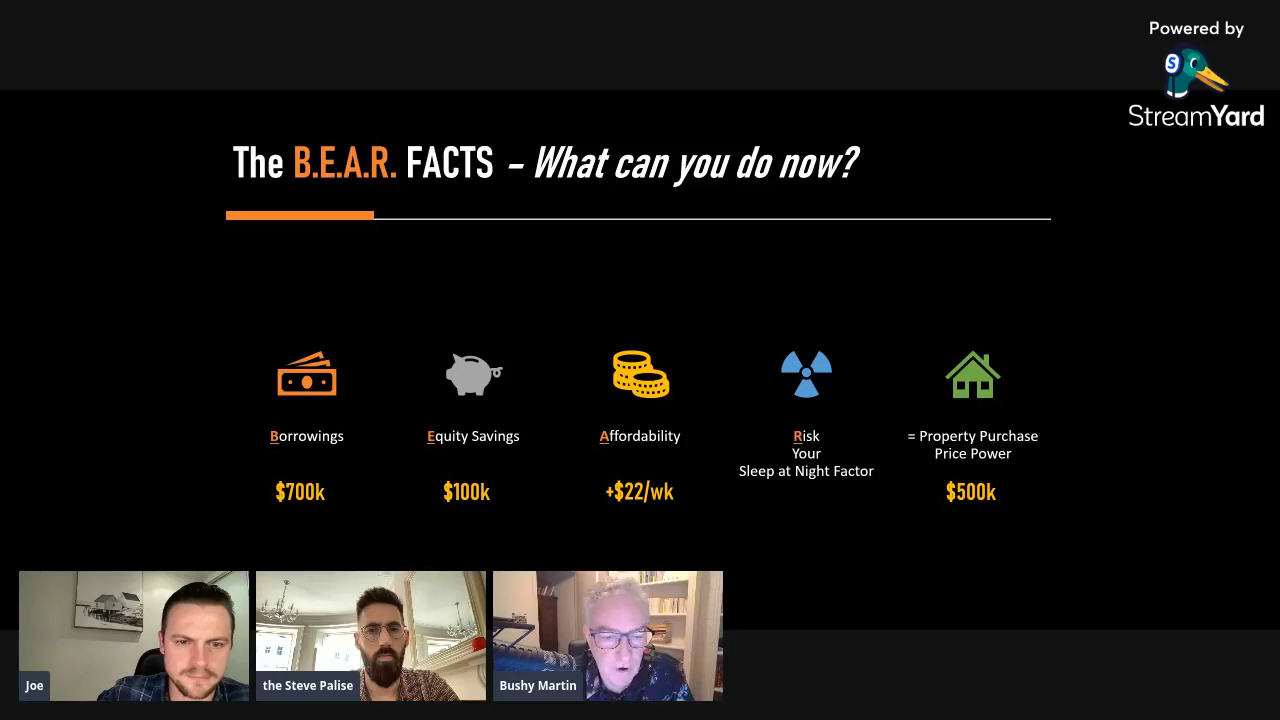 Powered by
S
StreamYard
The B.E.A.R. FACTS – What can you do now?
Borrowings
Equity Savings
Affordability
Risk
Your
Sleep at Night Factor
= Property Purchase
Price Power
$700k
$100k
+$22/wk
$500k
Joe
the Steve Palise
Bushy Martin